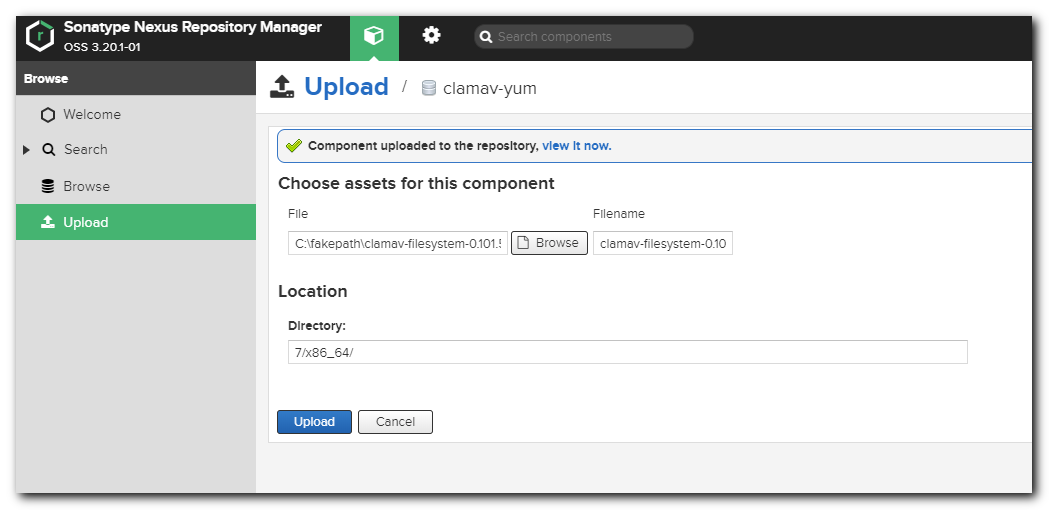 Sonatype Nexus Repository Manager
OSS 3.20.1-01
Search components
Browse
Upload / clamav-yum
Welcome
Search
Browse
Upload
Component uploaded to the repository, view it now.
Choose assets for this component
File Filename
C:\fakepath\clamav-filesystem-0.101.5 Browse clamav-filesystem-0.10
Location
Directory:
7/x86_64/
Upload Cancel